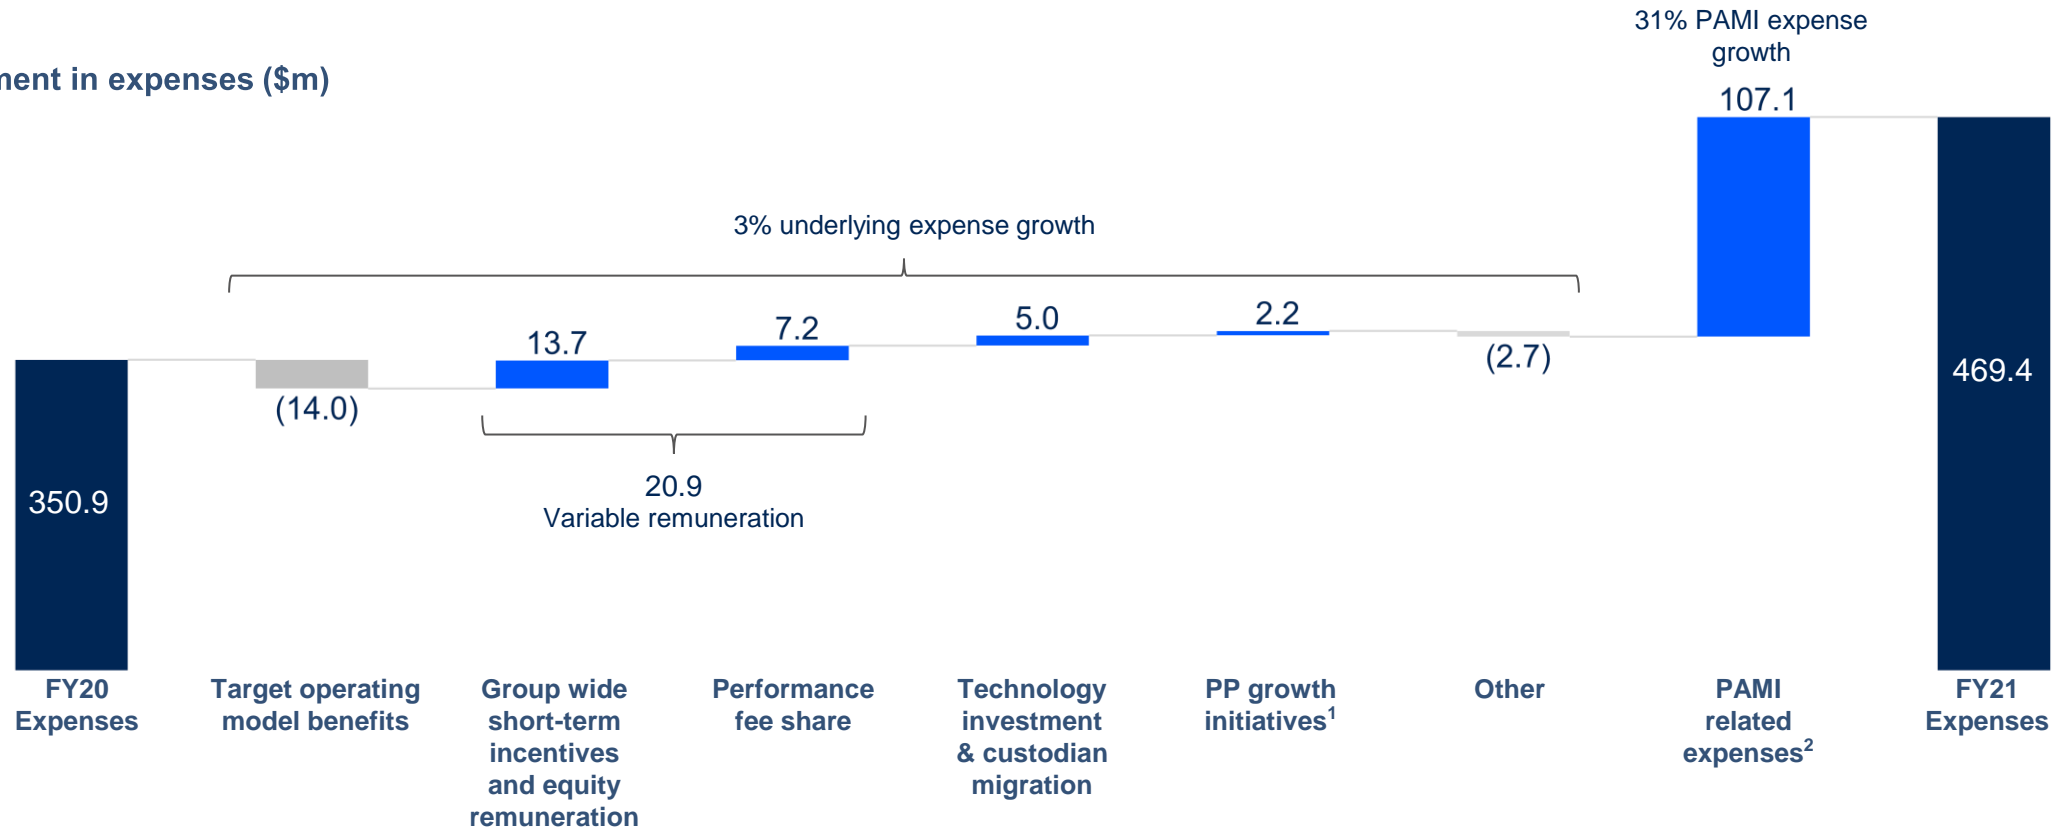 31% PAMI expense
growth
ment in expenses ($m)
107.1
3% underlying expense growth
13.7
7.2
5.0
2.2
(2.7)
(14.0)
469.4
350.9
20.9
Variable remuneration
FY20
Expenses
Target operating
model benefits
Group wide
short-term
incentives
and equity
remuneration
Performance
fee share
Technology
investment
& custodian
migration
PP growth
initiatives1
Other
PAMI
related
expenses2
FY21
Expenses